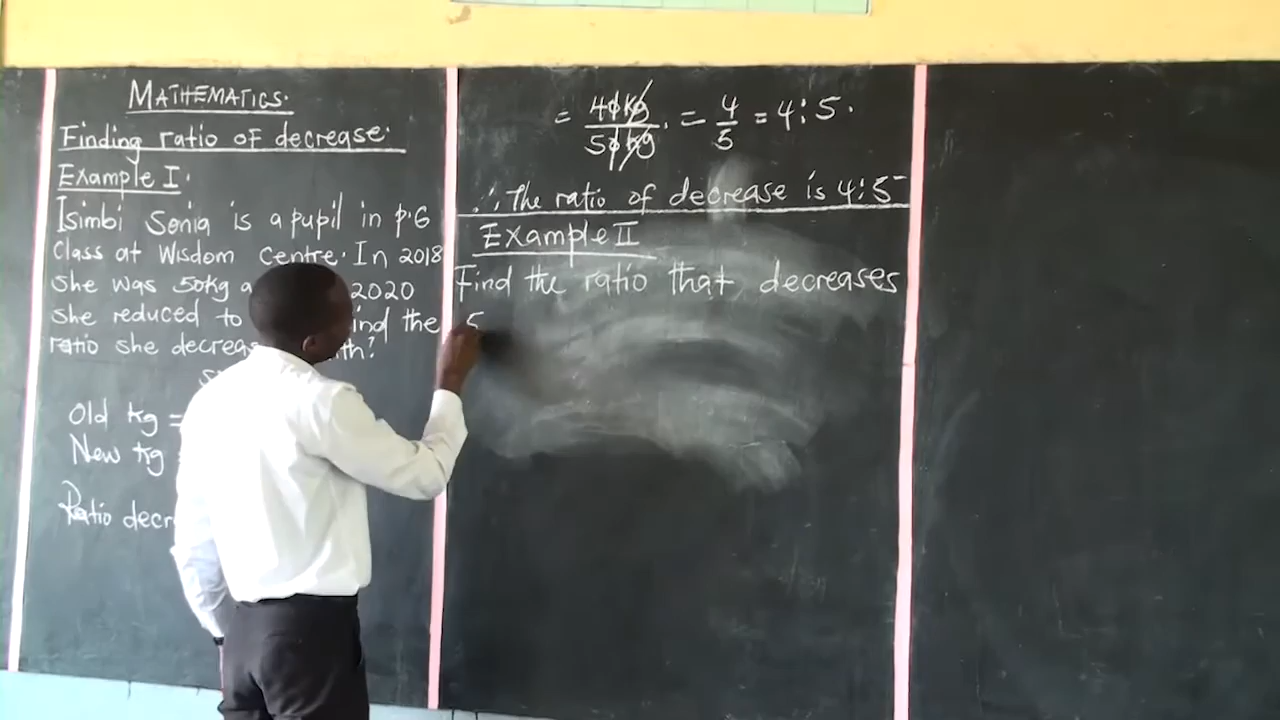 MATHEMATICS.
Finding ratio of decrease.
Example I.
Isimbi Sonia is a pupil in p.6
Class at Wisdom Centre. In 2018
She was 50kg a 2020
She reduced to ind the
ratio she decreas ith?
Old kg =
New kg
Ratio decr
= 40kg/50kg. = 4/5 = 4:5.
∴ The ratio of decrease is 4:5
Example II
Find the ratio that decreases
5